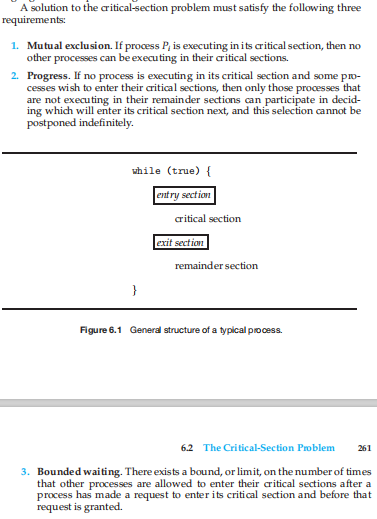 A solution to the critical-section problem must satisfy the following three
requirements:
1. Mutual exclusion. If process Pi is executing in its critical section, then no
other processes can be executing in their critical sections.
2. Progress. If no process is executing in its critical section and some pro-
cesses wish to enter their critical sections, then only those processes that
are not executing in their remainder sections can participate in decid-
ing which will enter its critical section next, and this selection cannot be
postponed indefinitely.
while (true) {
entry section
critical section
exit section
remainder section
}
Figure 6.1 General structure of a typical process.
6.2 The Critical-Section Problem 261
3. Bounded waiting. There exists a bound, or limit, on the number of times
that other processes are allowed to enter their critical sections after a
process has made a request to enter its critical section and before that
request is granted.